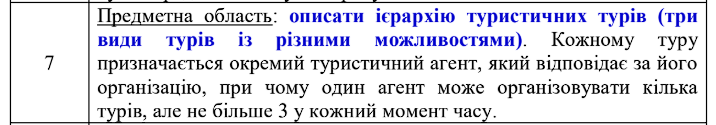 Предметна область: описати ієрархію туристичних турів (три
види турів із різними можливостями). Кожному туру
7
призначається окремий туристичний агент, який відповідає за його
організацію, при чому один агент може організовувати кілька
турів, але не більше 3 у кожний момент часу.